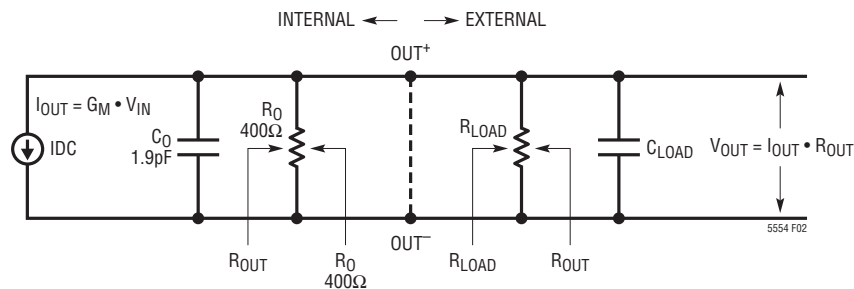 INTERNAL EXTERNAL
OUT+
I_OUT = G_M • V_IN
IDC
C_O
1.9pF
R_O
400Ω
R_LOAD
C_LOAD
V_OUT = I_OUT • R_OUT
5554 F02
OUT–
R_OUT
R_O
400Ω
R_LOAD
R_OUT